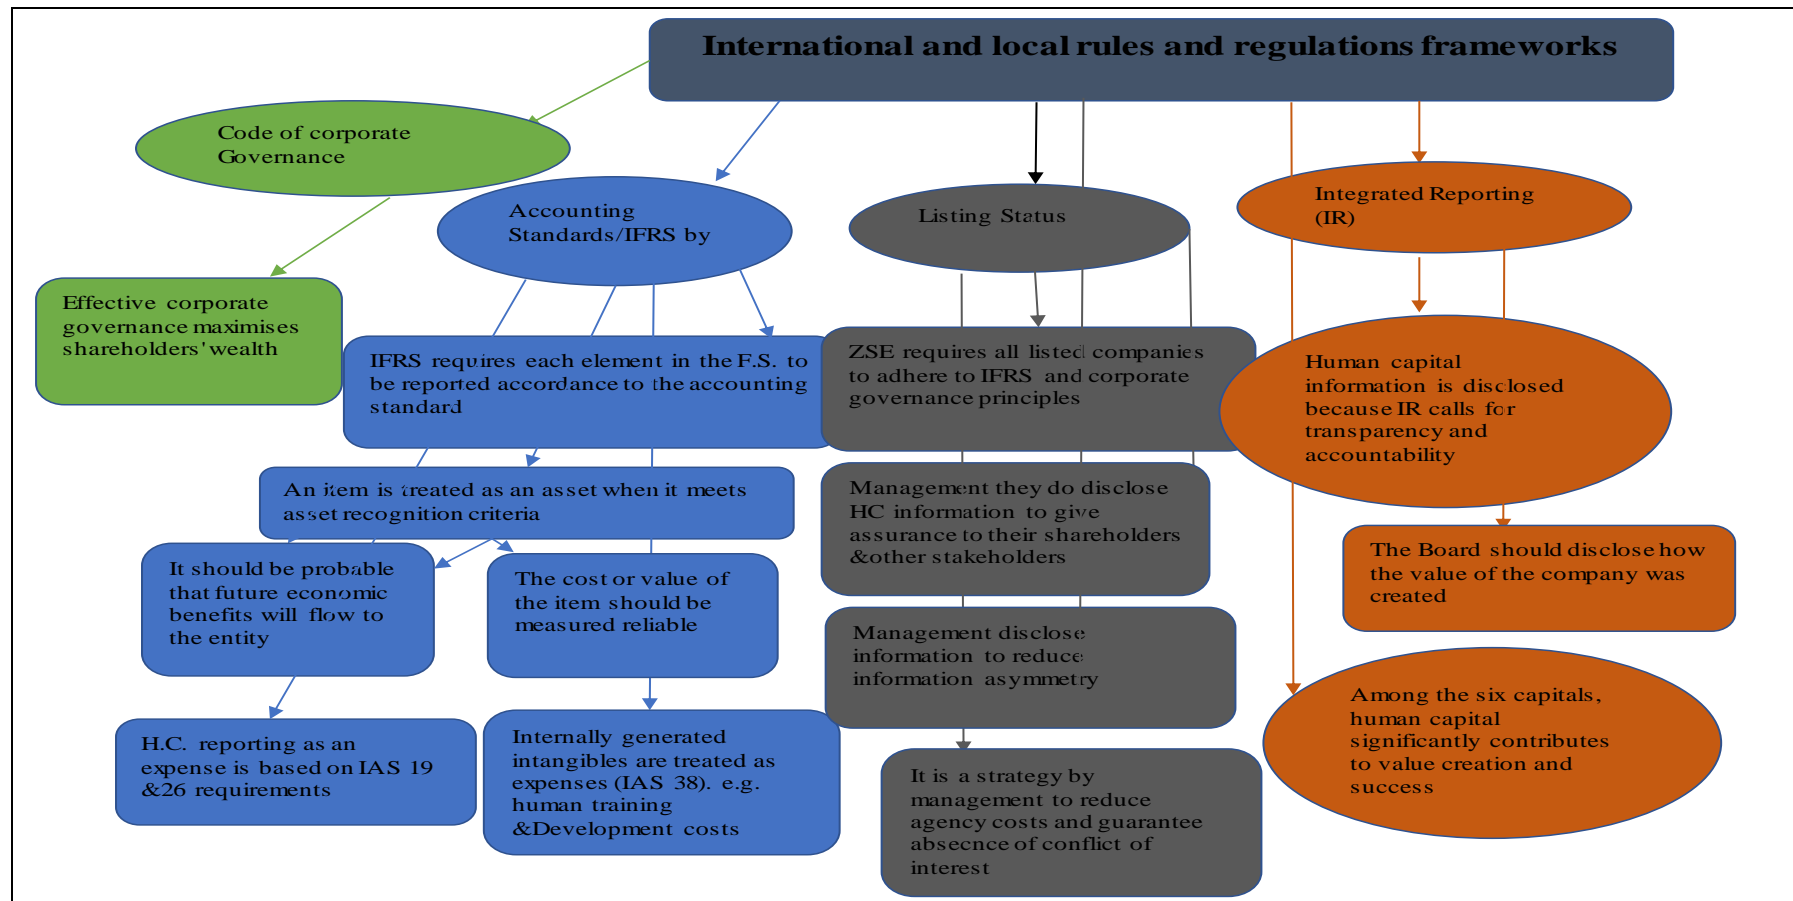 International and local rules and regulations frameworks
Code of corporate
Governance
Accounting
Standards/IFRS by
Listing Status
Integrated Reporting
(IR)
Effective corporate
governance maximises
shareholders' wealth
IFRS requires each element in the F.S. to
be reported accordance to the accounting
standard
ZSE requires all listed companies
to adhere to IFRS and corporate
governance principles
Human capital
information is disclosed
because IR calls for
transparency and
accountability
An item is treated as an asset when it meets
asset recognition criteria
Management they do disclose
HC information to give
assurance to their shareholders
&other stakeholders
The Board should disclose how
the value of the company was
created
It should be probable
that future economic
benefits will flow to
the entity
The cost or value of
the item should be
measured reliable
Management disclose
information to reduce
information asymmetry
Among the six capitals,
human capital
significantly contributes
to value creation and
success
H.C. reporting as an
expense is based on IAS 19
&26 requirements
Internally generated
intangibles are treated as
expenses (IAS 38). e.g.
human training
&Development costs
It is a strategy by
management to reduce
agency costs and guarantee
absecnce of conflict of
interest